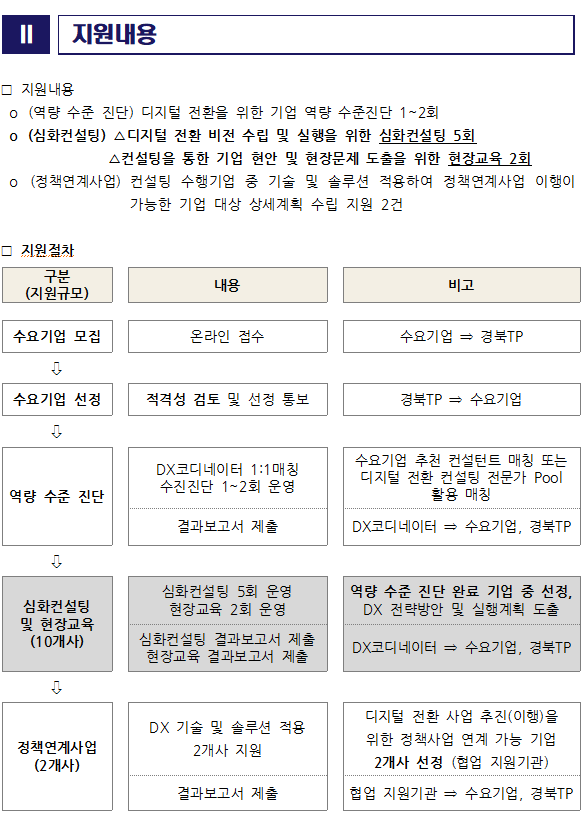 Ⅱ 지원내용
□ 지원내용
o (역량 수준 진단) 디지털 전환을 위한 기업 역량 수준진단 1~2회
o (심화컨설팅) △디지털 전환 비전 수립 및 실행을 위한 심화컨설팅 5회
△컨설팅을 통한 기업 현안 및 현장문제 도출을 위한 현장교육 2회
o (정책연계사업) 컨설팅 수행기업 중 기술 및 솔루션 적용하여 정책연계사업 이행이
가능한 기업 대상 상세계획 수립 지원 2건
□ 지원절차
구분
(지원규모)
내용
비고
수요기업 모집
온라인 접수
수요기업 ⇒ 경북TP
⇩
수요기업 선정
적격성 검토 및 선정 통보
경북TP ⇒ 수요기업
⇩
역량 수준 진단
DX코디네이터 1:1매칭
수진진단 1~2회 운영
수요기업 추천 컨설턴트 매칭 또는
디지털 전환 컨설팅 전문가 Pool
활용 매칭
결과보고서 제출
DX코디네이터 ⇒ 수요기업, 경북TP
⇩
심화컨설팅
및 현장교육
(10개사)
심화컨설팅 5회 운영
현장교육 2회 운영
역량 수준 진단 완료 기업 중 선정,
DX 전략방안 및 실행계획 도출
심화컨설팅 결과보고서 제출
현장교육 결과보고서 제출
DX코디네이터 ⇒ 수요기업, 경북TP
⇩
정책연계사업
(2개사)
DX 기술 및 솔루션 적용
2개사 지원
디지털 전환 사업 추진(이행)을
위한 정책사업 연계 가능 기업
2개사 선정 (협업 지원기관)
결과보고서 제출
협업 지원기관 ⇒ 수요기업, 경북TP